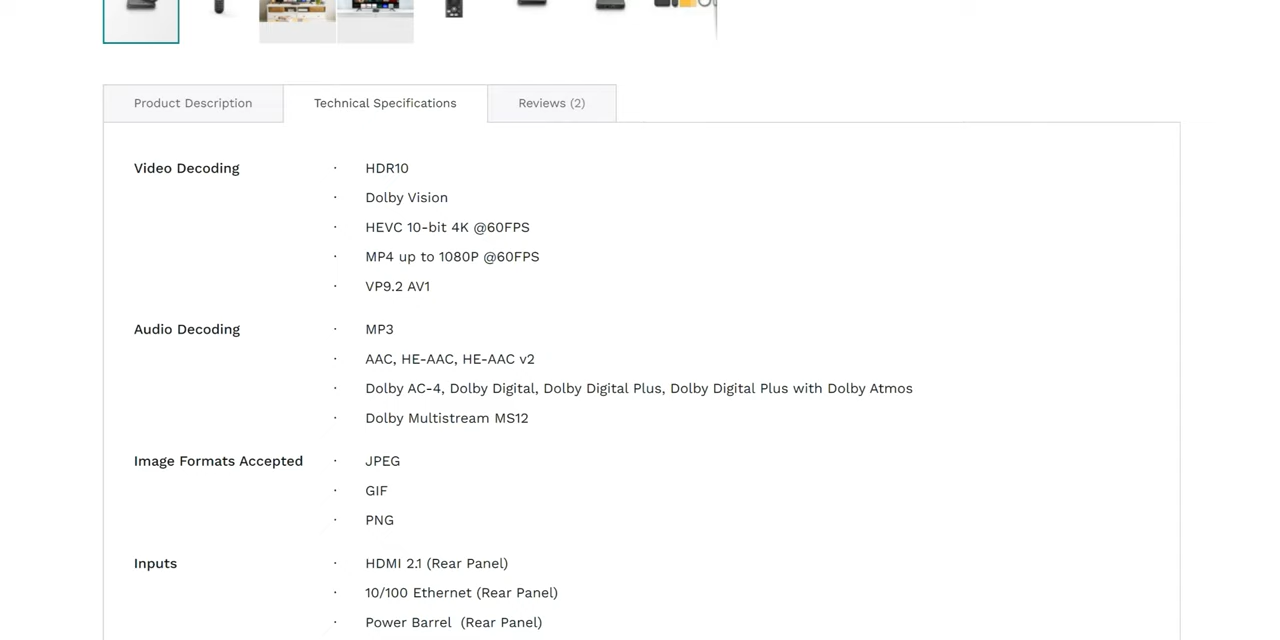 Product Description
Technical Specifications
Reviews (2)
Video Decoding · HDR10
· Dolby Vision
· HEVC 10-bit 4K @60FPS
· MP4 up to 1080P @60FPS
· VP9.2 AV1
Audio Decoding · MP3
· AAC, HE-AAC, HE-AAC v2
· Dolby AC-4, Dolby Digital, Dolby Digital Plus, Dolby Digital Plus with Dolby Atmos
· Dolby Multistream MS12
Image Formats Accepted · JPEG
· GIF
· PNG
Inputs · HDMI 2.1 (Rear Panel)
· 10/100 Ethernet (Rear Panel)
· Power Barrel  (Rear Panel)